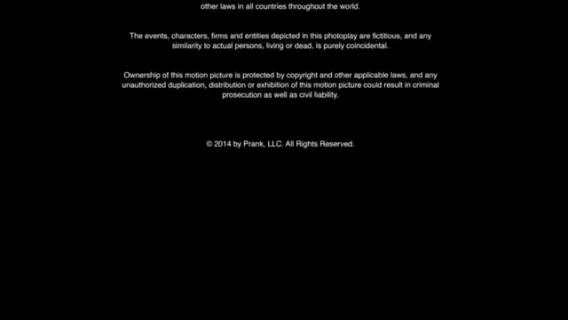 other laws in all countries throughout the world.
The events, characters, firms and entities depicted in this photoplay are fictitious, and any
similarity to actual persons, living or dead, is purely coincidental.
Ownership of this motion picture is protected by copyright and other applicable laws, and any
unauthorized duplication, distribution or exhibition of this motion picture could result in criminal
prosecution as well as civil liability.
© 2014 by Prank, LLC. All Rights Reserved.